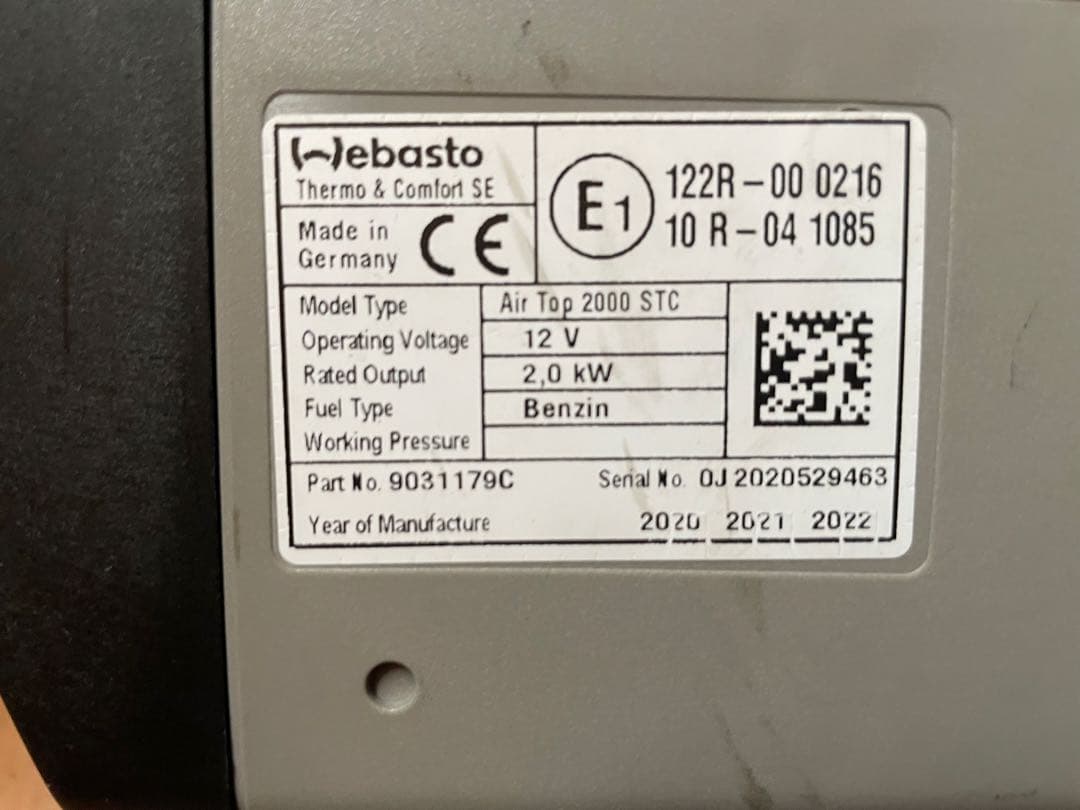 Webasto
Thermo & Comfort SE
Made in
Germany
CE
E1
122R-00 0216
10 R-04 1085
Model Type Air Top 2000 STC
Operating Voltage 12 V
Rated Output 2,0 kW
Fuel Type Benzin
Working Pressure
Part No. 9031179C Serial No. 0J2020529463
Year of Manufacture 2020 2021 2022